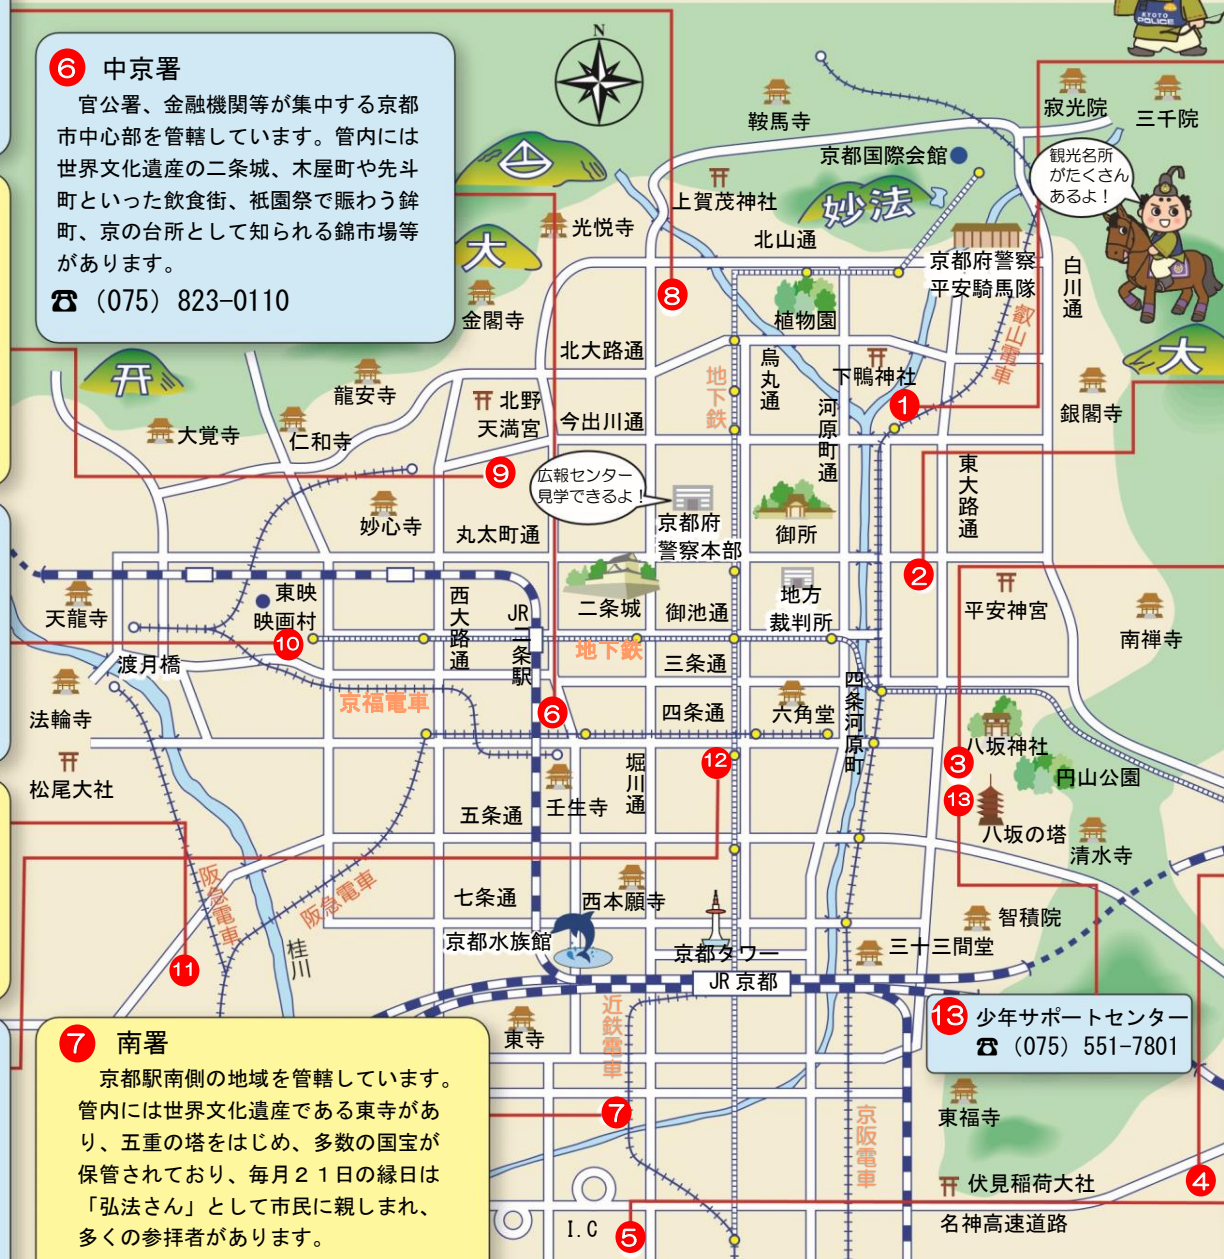 KYOTO
POLICE
6 中京署
官公署、金融機関等が集中する京都
市中心部を管轄しています。管内には
世界文化遺産の二条城、木屋町や先斗
町といった飲食街、祇園祭で賑わう鉾
町、京の台所として知られる錦市場等
があります。
☎ (075) 823-0110
N
鞍馬寺
寂光院
三千院
京都国際会館
観光名所
がたくさん
あるよ！
上賀茂神社
妙法
光悦寺
大
北山通
京都府警察
平安騎馬隊
白川通
8
金閣寺
植物園
叡山電車
北大路通
烏丸通
下鴨神社
大
龍安寺
地下鉄
1
銀閣寺
北野
天満宮
今出川通
河原町通
大覚寺
仁和寺
9
広報センター
見学できるよ！
東大路通
妙心寺
丸太町通
京都府
警察本部
御所
2
天龍寺
東映
映画村
西大路通
JR二条駅
二条城
御池通
地方
裁判所
平安神宮
南禅寺
10
地下鉄
三条通
渡月橋
京福電車
法輪寺
6
四条通
六角堂
四条河原町
八坂神社
松尾大社
12
3
円山公園
堀川通
壬生寺
五条通
13
八坂の塔
清水寺
阪急電車
阪急電車
七条通
西本願寺
智積院
京都水族館
京都タワー
三十三間堂
桂川
11
JR 京都
近鉄電車
東寺
13 少年サポートセンター
☎ (075) 551-7801
7 南署
京都駅南側の地域を管轄しています。
管内には世界文化遺産である東寺があ
り、五重の塔をはじめ、多数の国宝が
保管されており、毎月２１日の縁日は
「弘法さん」として市民に親しまれ、
多くの参拝者があります。
7
京阪電車
東福寺
伏見稲荷大社
4
名神高速道路
I.C
5